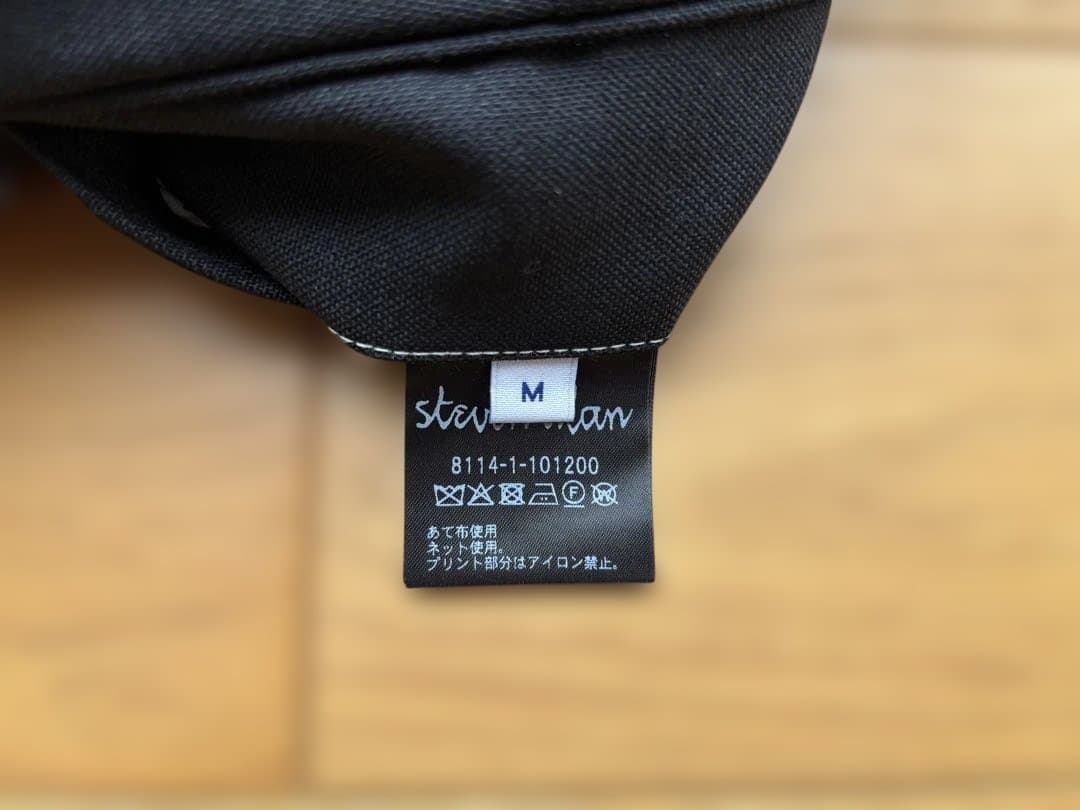 M
8114-1-101200
あて布使用
ネット使用。
プリント部分はアイロン禁止。